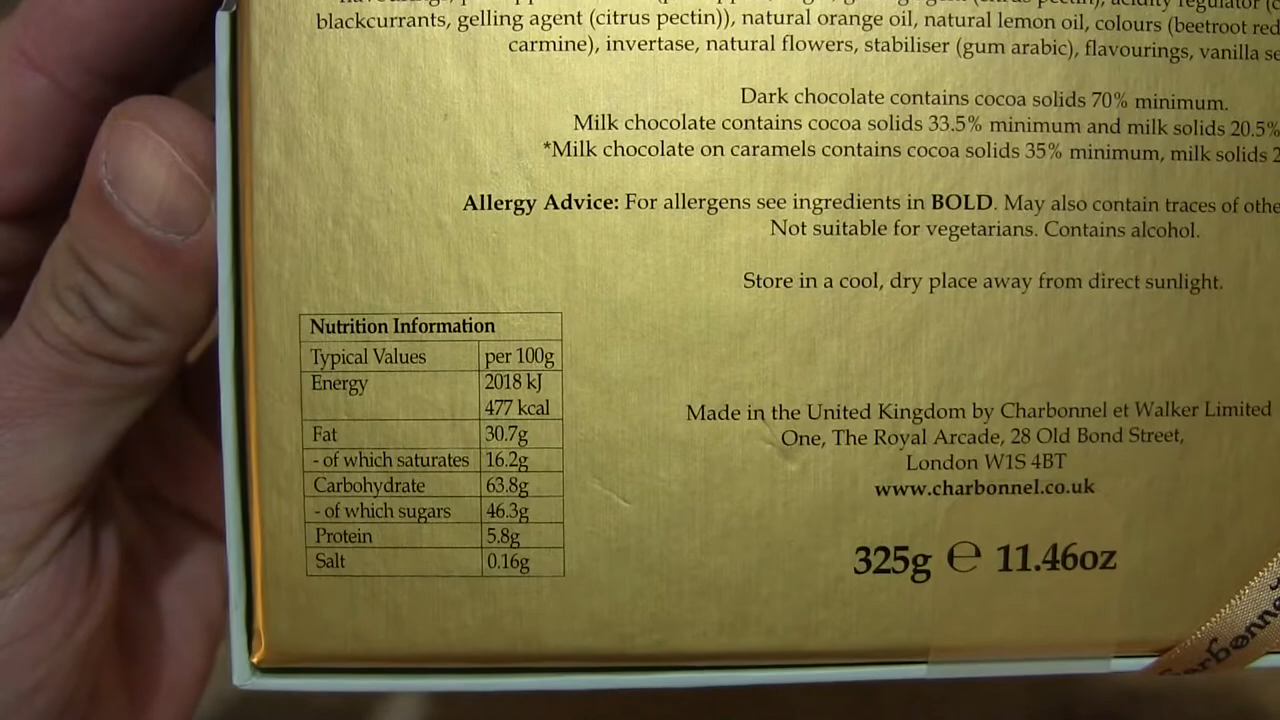 blackcurrants, gelling agent (citrus pectin)), natural orange oil, natural lemon oil, colours (beetroot red
carmine), invertase, natural flowers, stabiliser (gum arabic), flavourings, vanilla
Dark chocolate contains cocoa solids 70% minimum.
Milk chocolate contains cocoa solids 33.5% minimum and milk solids 20.5%
*Milk chocolate on caramels contains cocoa solids 35% minimum, milk solids
Allergy Advice: For allergens see ingredients in BOLD. May also contain traces of
Not suitable for vegetarians. Contains alcohol.
Store in a cool, dry place away from direct sunlight.
Nutrition Information
Typical Values per 100g
Energy 2018 kJ
477 kcal
Fat 30.7g
- of which saturates 16.2g
Carbohydrate 63.8g
- of which sugars 46.3g
Protein 5.8g
Salt 0.16g
Made in the United Kingdom by Charbonnel et Walker Limited
One, The Royal Arcade, 28 Old Bond Street,
London W1S 4BT
www.charbonnel.co.uk
325g ℮ 11.46oz